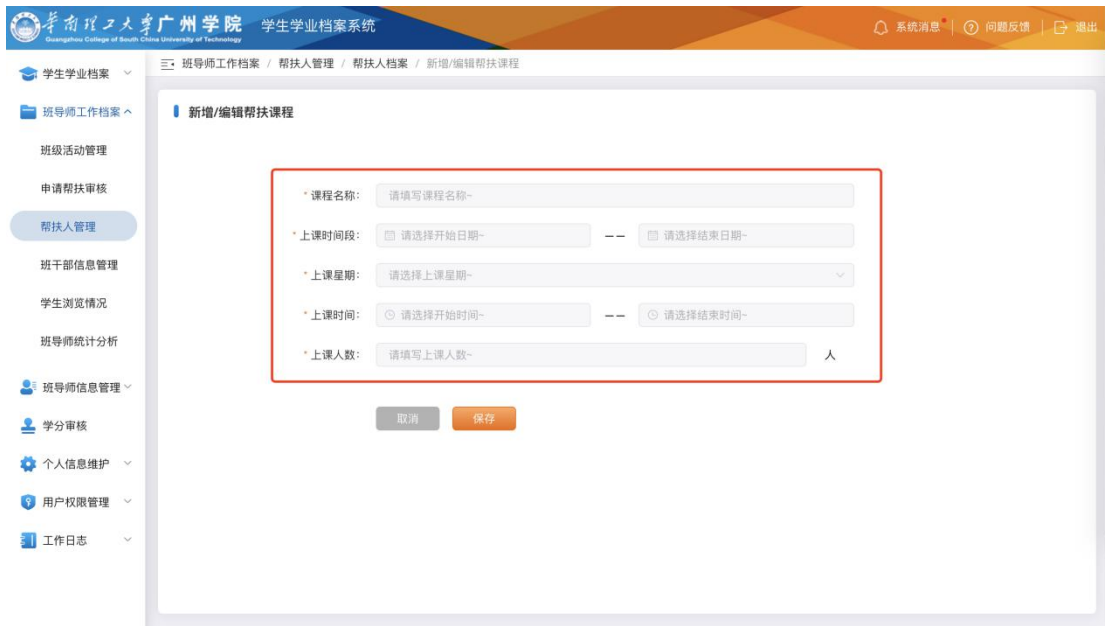 华南理工大学广州学院 学生学业档案系统 系统消息 | 问题反馈 | 退出
Guangzhou College of South China University of Technology
学生学业档案
班导师工作档案 / 帮扶人管理 / 帮扶人档案 / 新增/编辑帮扶课程
班导师工作档案
新增/编辑帮扶课程
班级活动管理
申请帮扶审核
*课程名称: 请填写课程名称~
帮扶人管理
*上课时间段: 请选择开始日期~ —— 请选择结束日期~
班干部信息管理
*上课星期: 请选择上课星期~
学生浏览情况
*上课时间: 请选择开始时间~ —— 请选择结束时间~
班导师统计分析
*上课人数: 请填写上课人数~ 人
班导师信息管理
取消 保存
学分审核
个人信息维护
用户权限管理
工作日志